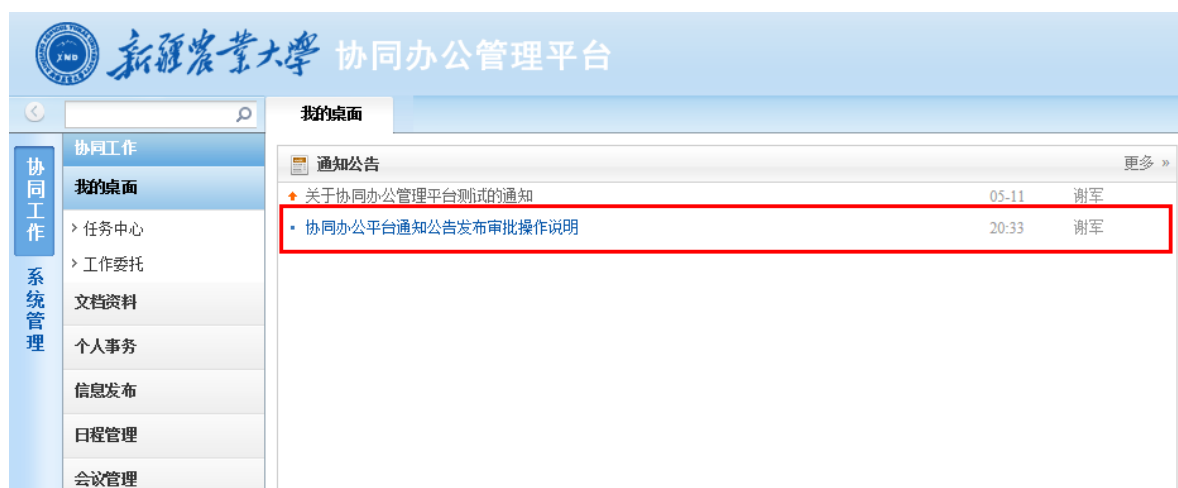 XND 新疆农业大学 协同办公管理平台
我的桌面
协同工作
系统管理
协同工作
我的桌面
› 任务中心
› 工作委托
文档资料
个人事务
信息发布
日程管理
会议管理
通知公告 更多 »
关于协同办公管理平台测试的通知 05-11 谢军
协同办公平台通知公告发布审批操作说明 20:33 谢军